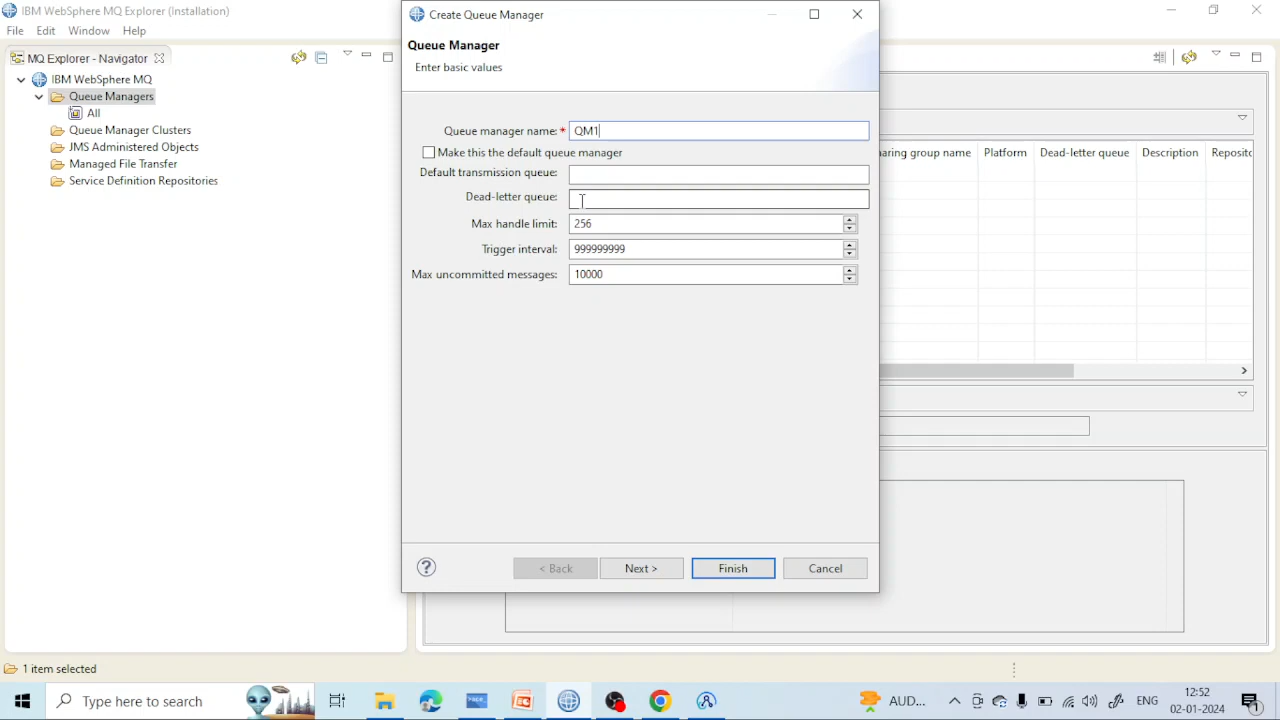 IBM WebSphere MQ Explorer (Installation)
File Edit Window Help
MQ Explorer - Navigator
IBM WebSphere MQ
Queue Managers
All
Queue Manager Clusters
JMS Administered Objects
Managed File Transfer
Service Definition Repositories
Create Queue Manager
Queue Manager
Enter basic values
Queue manager name: * QM1
Make this the default queue manager
Default transmission queue:
Dead-letter queue:
Max handle limit: 256
Trigger interval: 999999999
Max uncommitted messages: 10000
< Back Next > Finish Cancel
group name Platform Dead-letter queue Description
1 item selected
Type here to search
AUD... ENG 12:52
02-01-2024